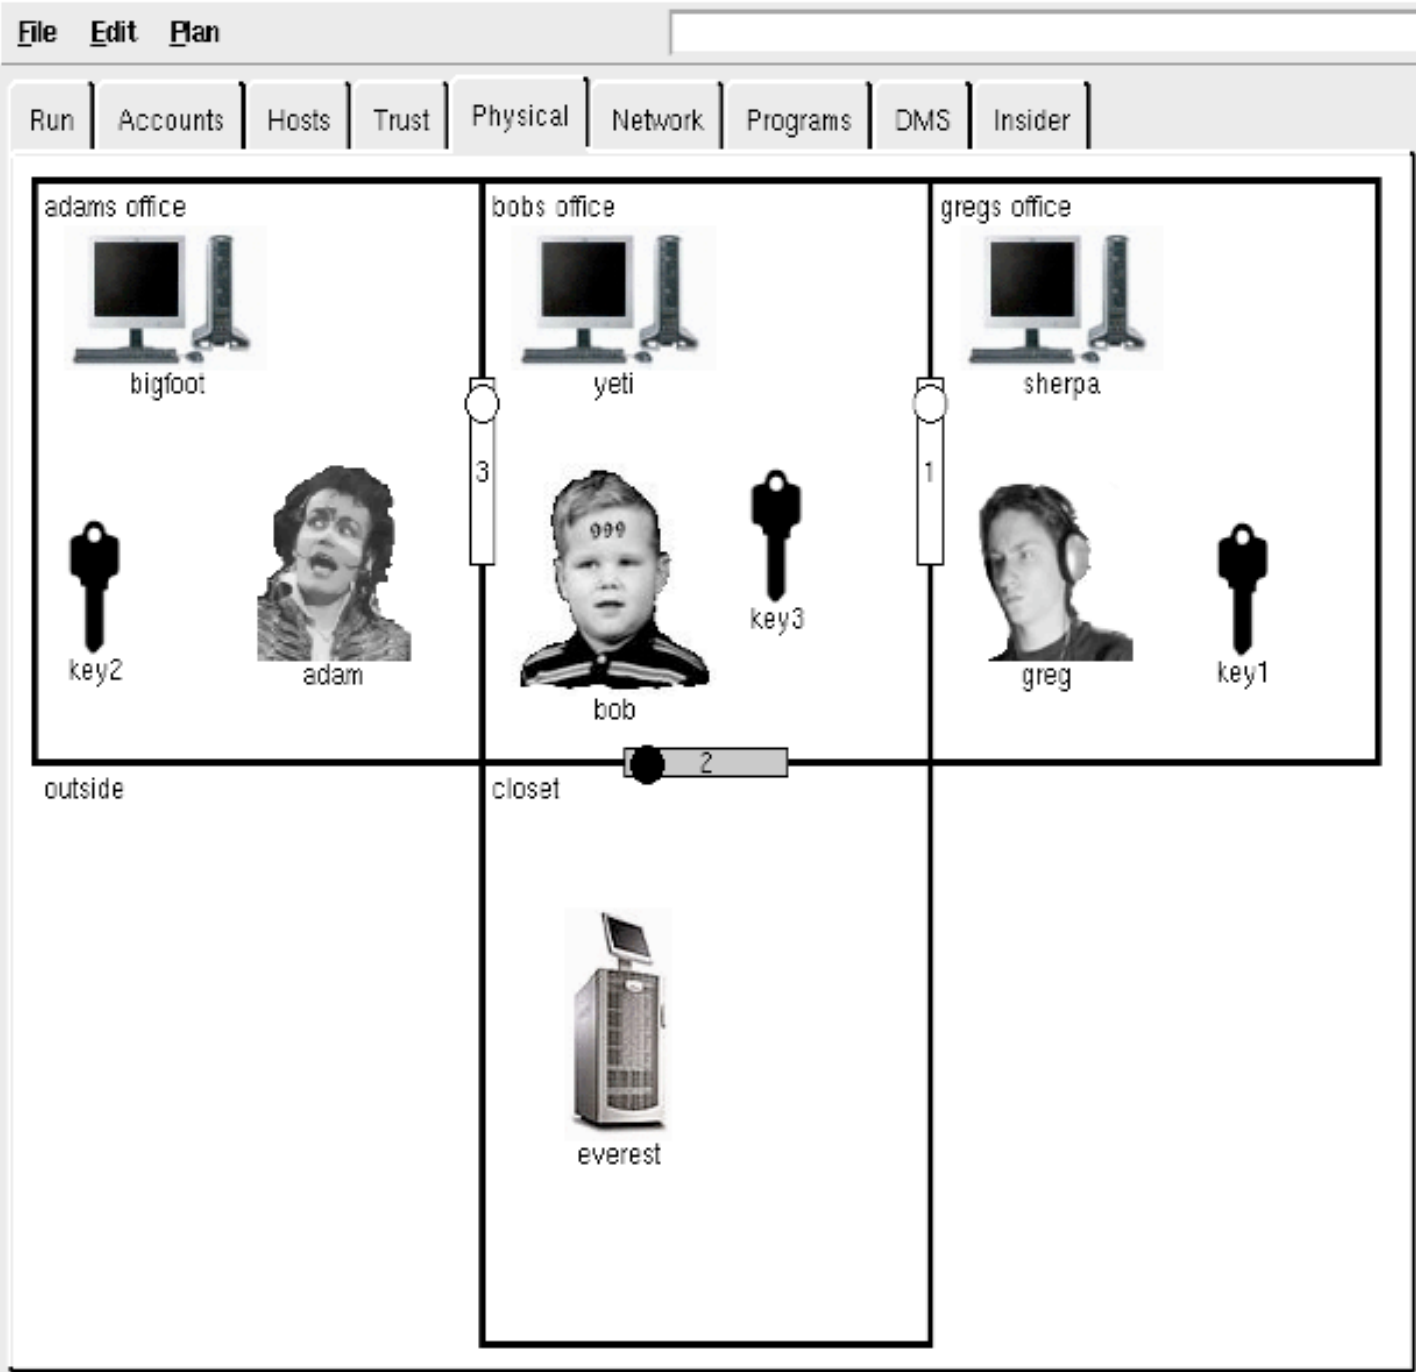 File Edit Plan
Run Accounts Hosts Trust Physical Network Programs DMS Insider
adams office bobs office gregs office
bigfoot yeti sherpa
3 1
999
key3
key2 adam greg key1
bob
2
outside closet
everest